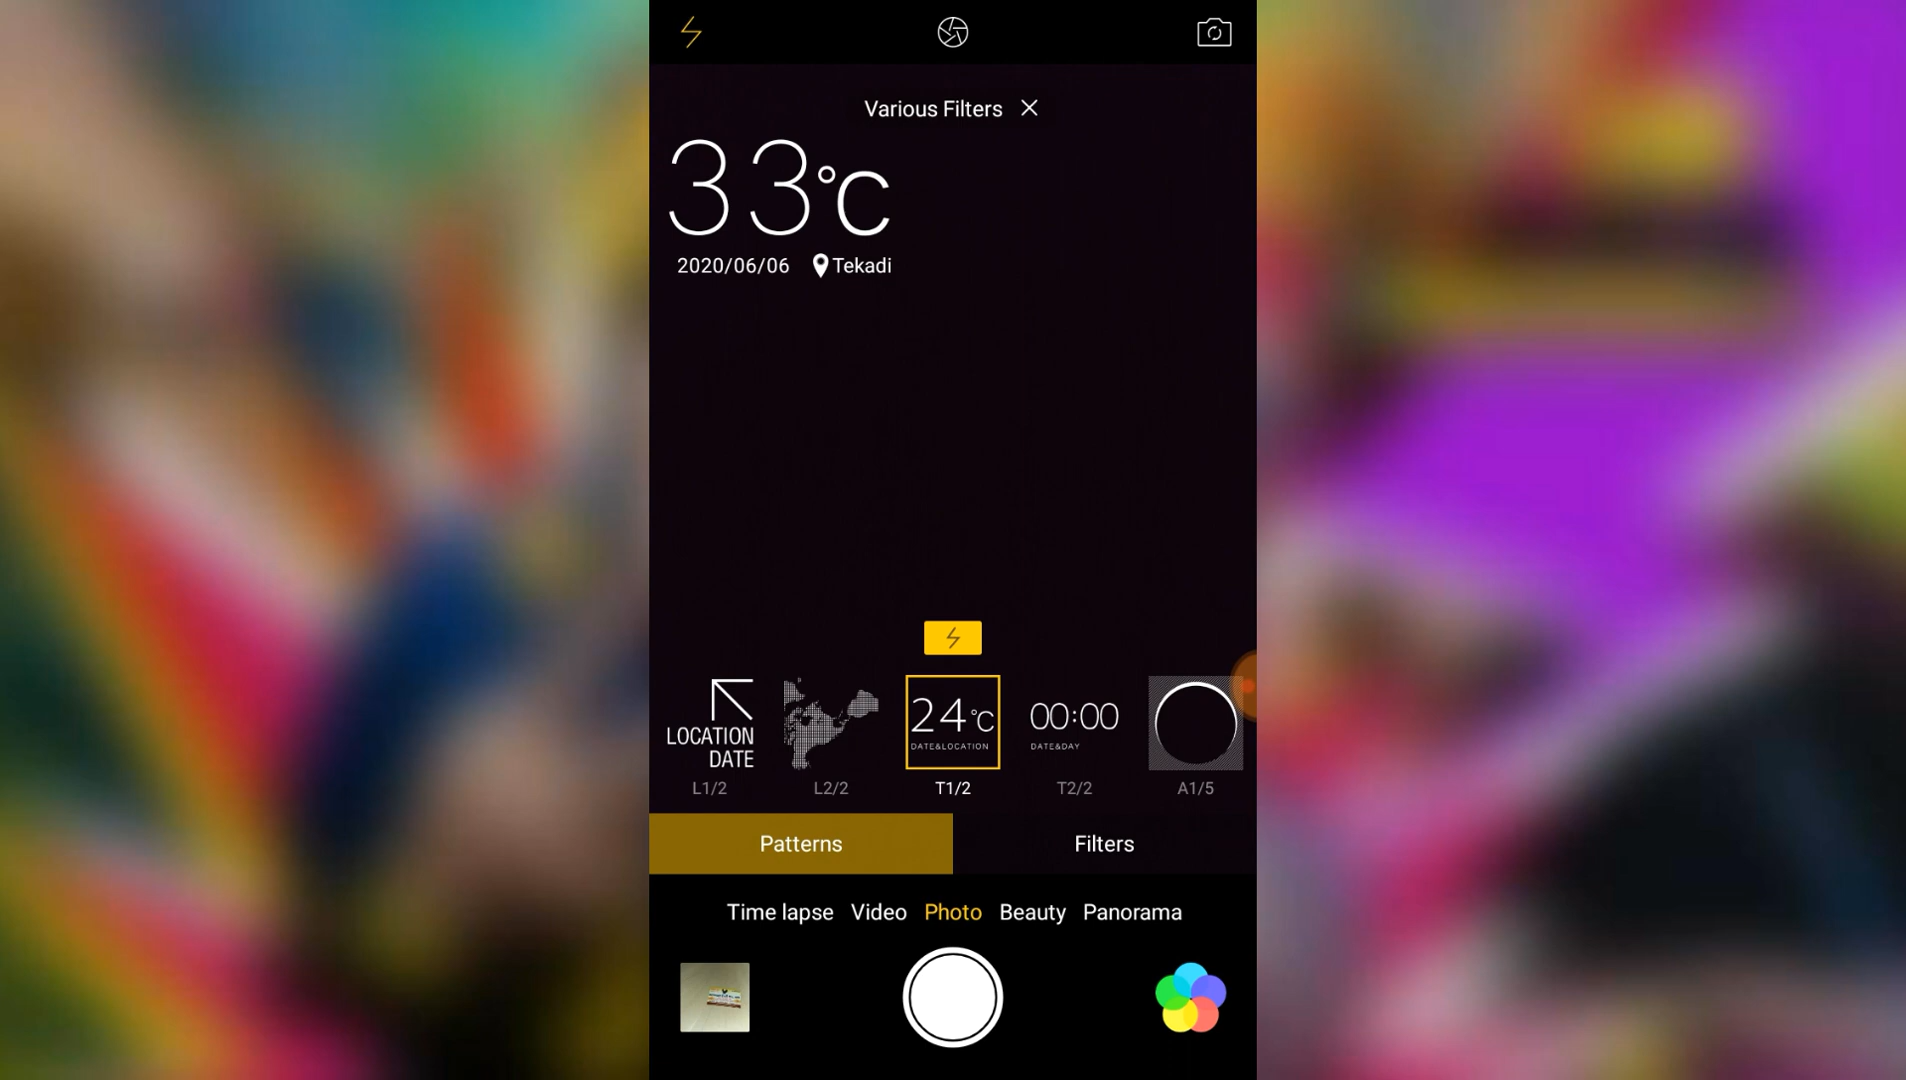 Various Filters
33°C
2020/06/06 Tekadi
LOCATION
DATE
24°C
DATE&LOCATION
00:00
DATE&DAY
L1/2 L2/2 T1/2 T2/2 A1/5
Patterns Filters
Time lapse Video Photo Beauty Panorama